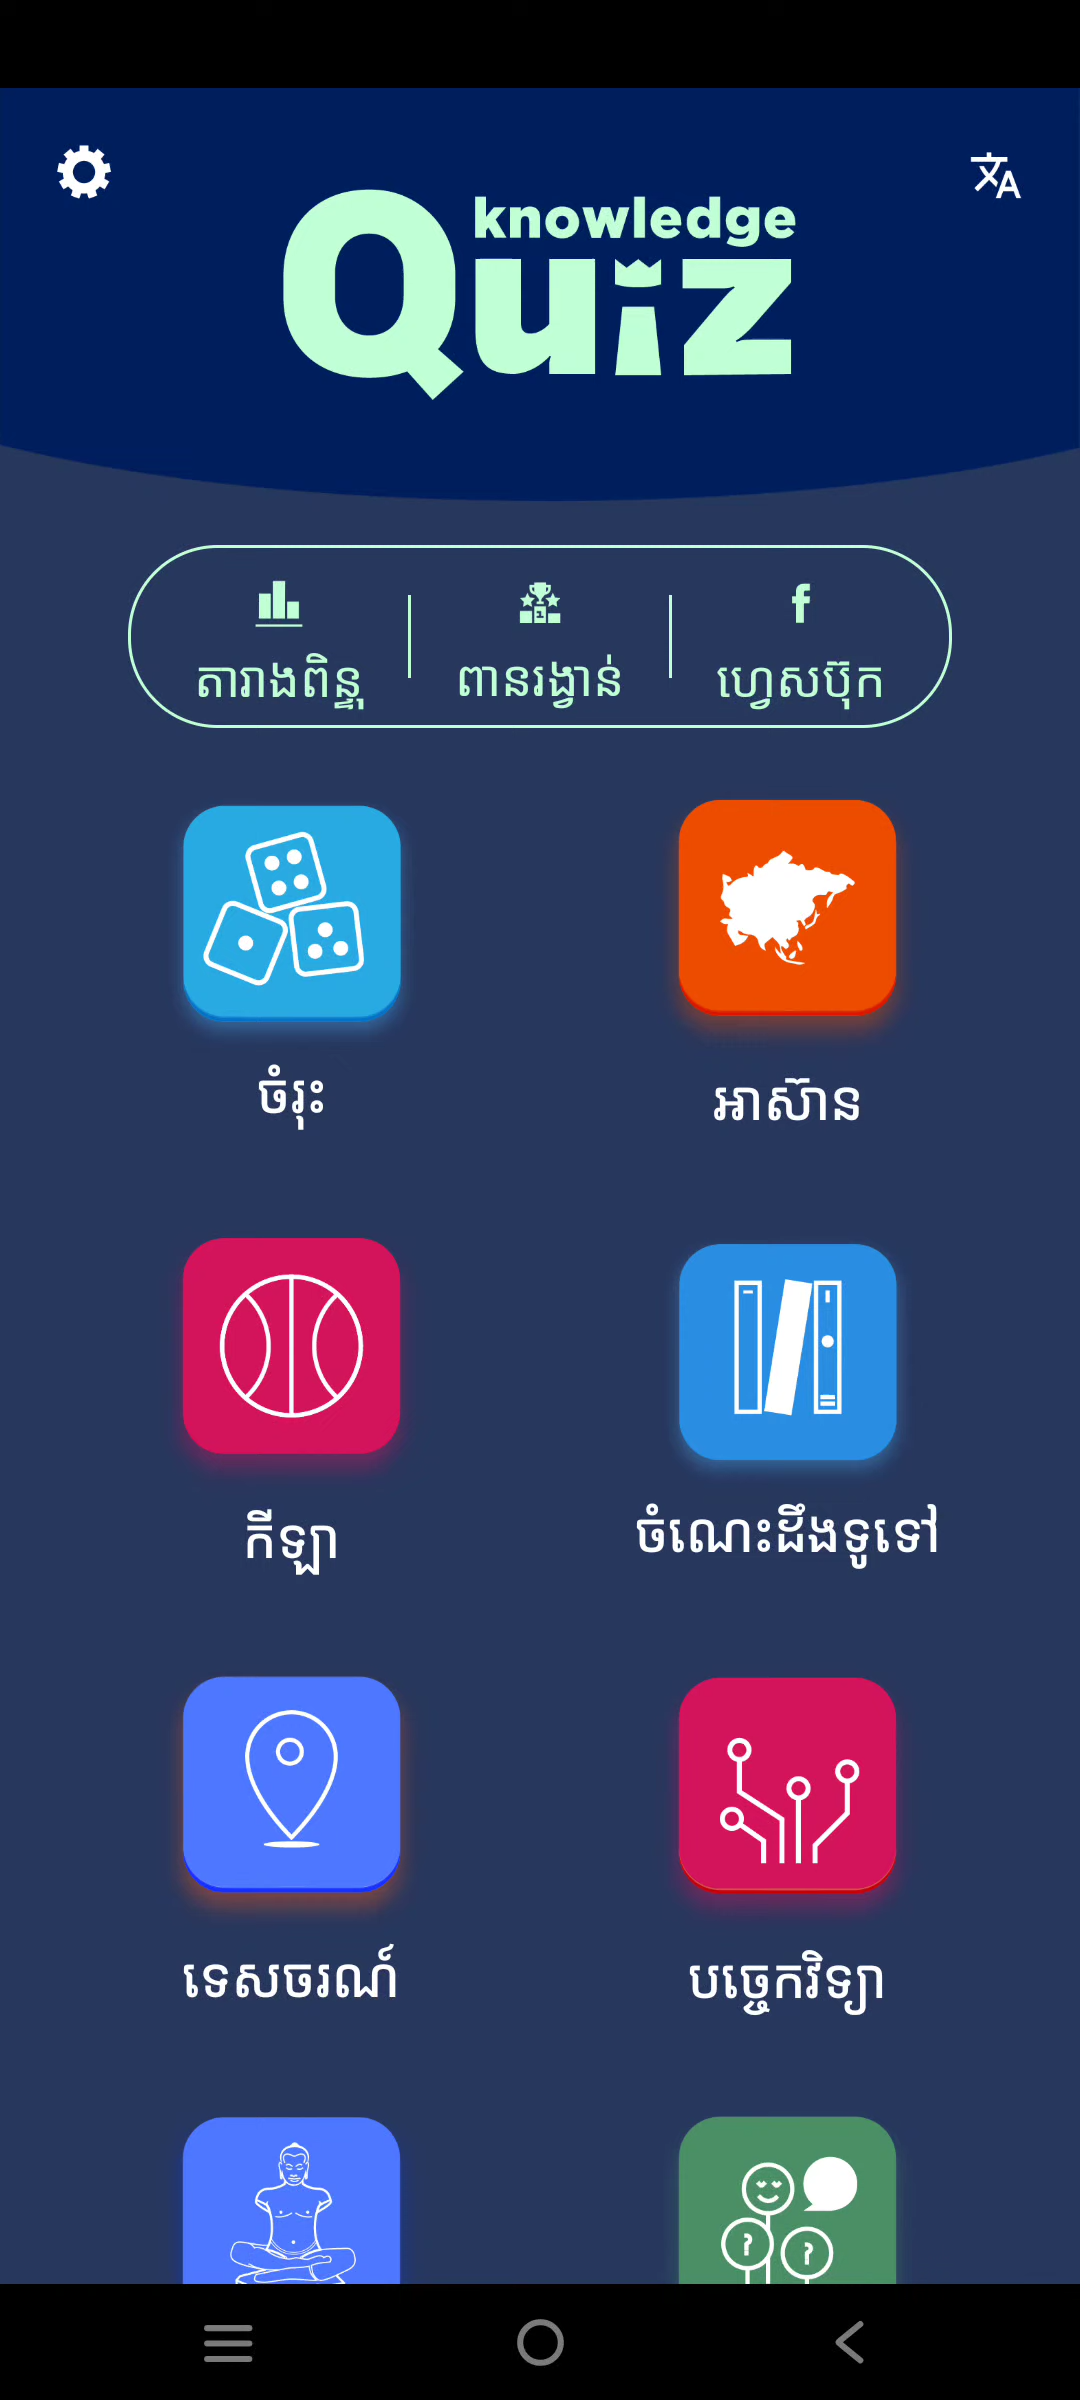 knowledge
Quiz
តារាងពិន្ទុ
ពានរង្វាន់
ហ្វេសប៊ុក
ចំរុះ
អាស៊ាន
កីឡា
ចំណេះដឹងទូទៅ
ទេសចរណ៍
បច្ចេកវិទ្យា